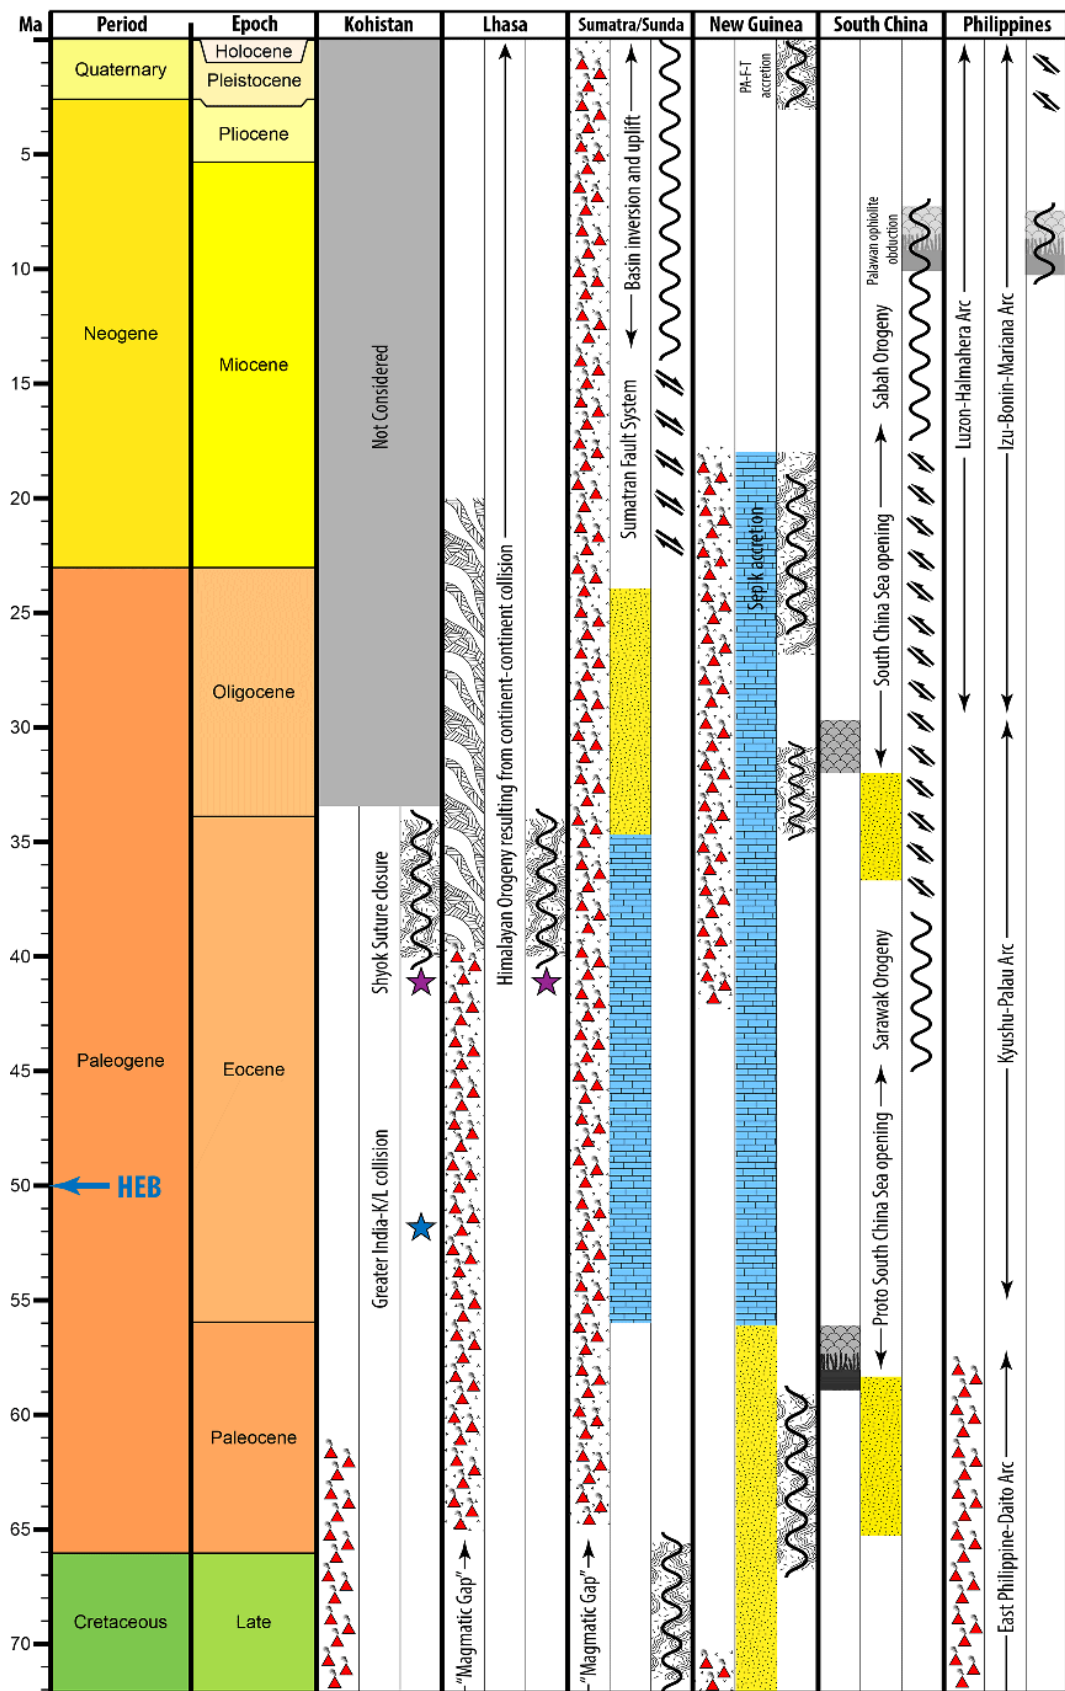 Ma Period Epoch Kohistan Lhasa Sumatra/Sunda New Guinea South China Philippines
Holocene
Quaternary
Pleistocene
Pliocene
Neogene
Miocene
Oligocene
Paleogene
Eocene
HEB
Paleocene
Cretaceous
Late
5
10
15
20
25
30
35
40
45
50
55
60
65
70
Not Considered
Shyok Suture closure
Greater India-K/L collision
Himalayan Orogeny resulting from continent-continent collision
"Magmatic Gap"
Basin inversion and uplift
Sumatran Fault System
"Magmatic Gap"
PA-F-T
accretion
Sepik accretion
Palawan ophiolite
obduction
Sabah Orogeny
South China Sea opening
Sarawak Orogeny
Proto South China Sea opening
Luzon-Halmahera Arc
Izu-Bonin-Mariana Arc
Kyushu-Palau Arc
East Philippine-Daito Arc